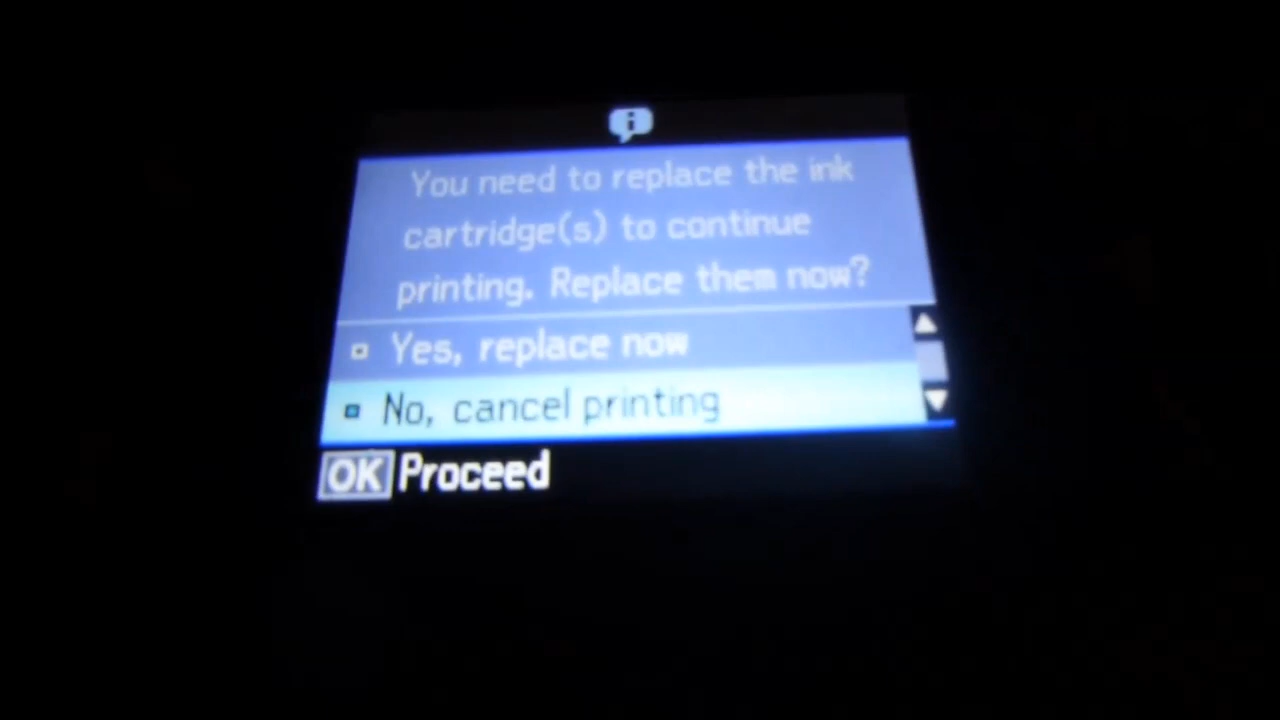 You need to replace the ink
cartridge(s) to continue
printing. Replace them now?
Yes, replace now
No, cancel printing
OK Proceed